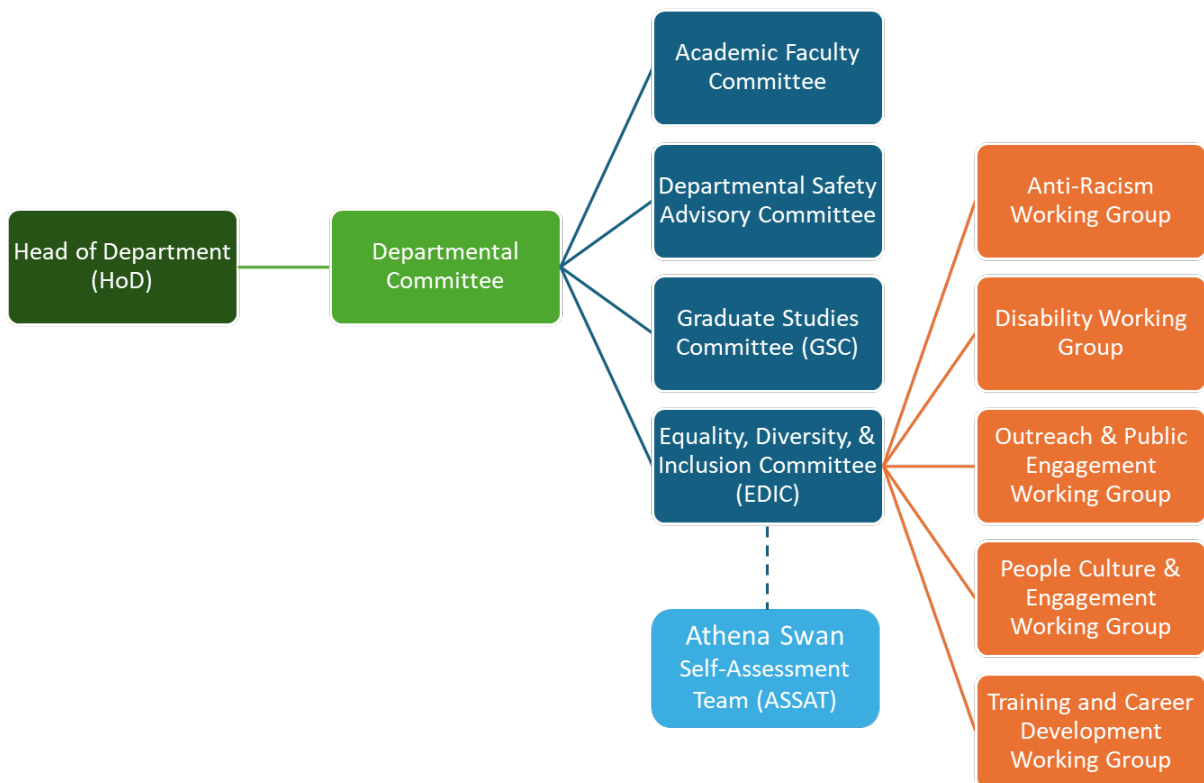 Head of Department
(HoD)
Departmental
Committee
Academic Faculty
Committee
Departmental Safety
Advisory Committee
Graduate Studies
Committee (GSC)
Equality, Diversity, &
Inclusion Committee
(EDIC)
Athena Swan
Self-Assessment
Team (ASSAT)
Anti-Racism
Working Group
Disability Working
Group
Outreach & Public
Engagement
Working Group
People Culture &
Engagement
Working Group
Training and Career
Development
Working Group